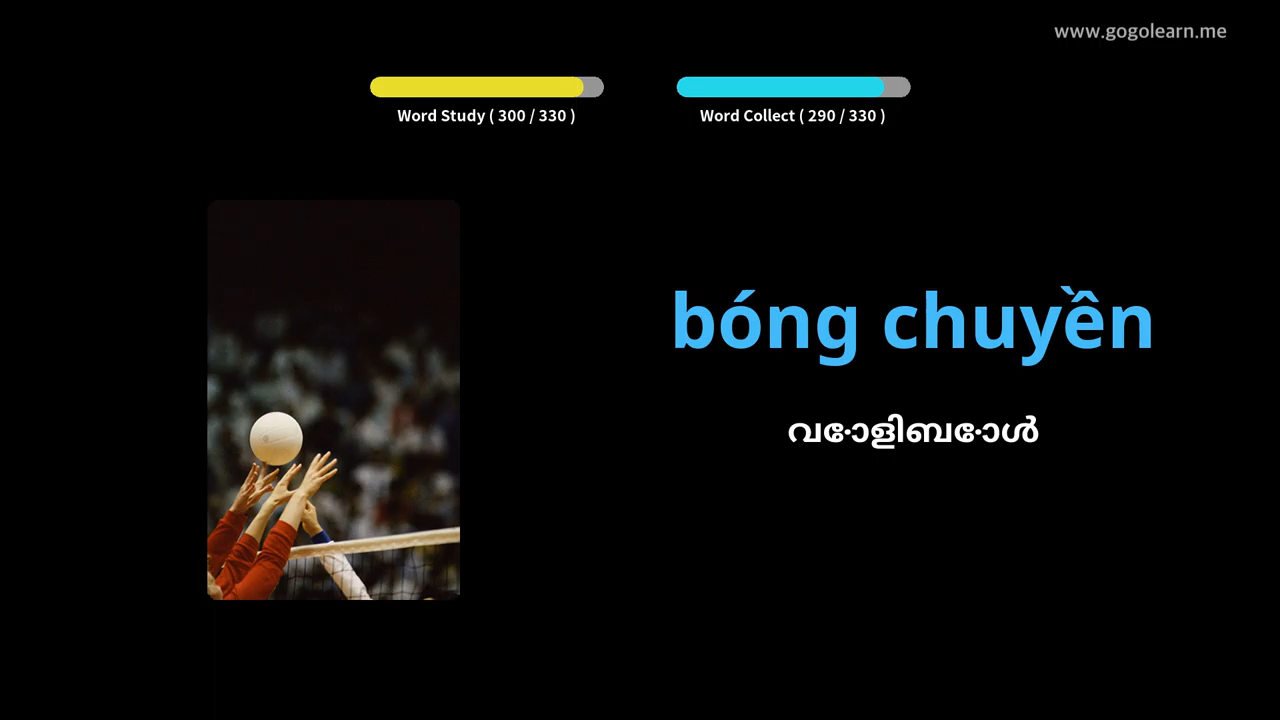 www.gogolearn.me
Word Study ( 300 / 330 )
Word Collect ( 290 / 330 )
bóng chuyền
വോളിബോൾ